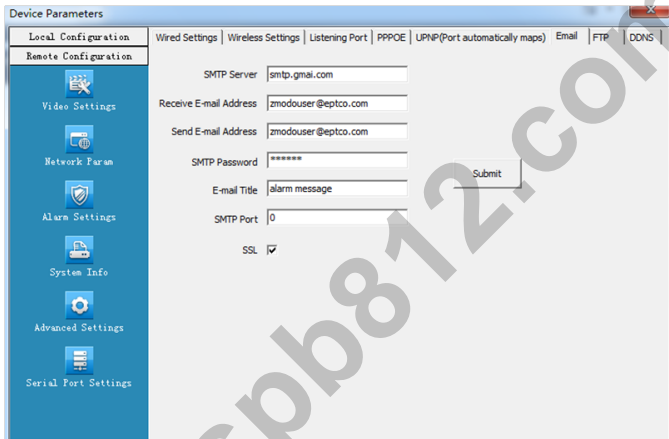 Device Parameters
Local Configuration
Remote Configuration
Video Settings
Network Param
Alarm Settings
System Info
Advanced Settings
Serial Port Settings
Wired Settings Wireless Settings Listening Port PPPOE UPNP(Port automatically maps) Email FTP DDNS
SMTP Server smtp.gmai.com
Receive E-mail Address zmodouser@eptco.com
Send E-mail Address zmodouser@eptco.com
SMTP Password ******
E-mail Title alarm message
SMTP Port 0
SSL
Submit
spb812.com